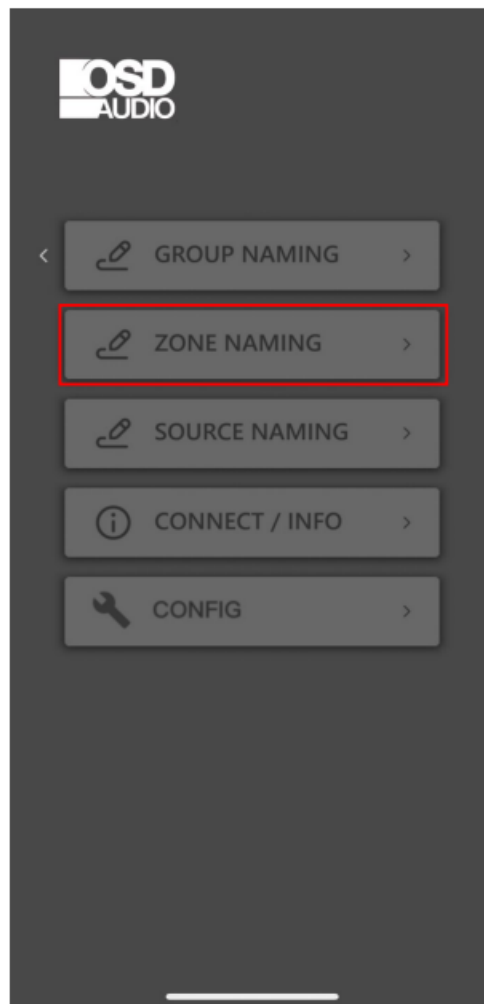 OSD
AUDIO
GROUP NAMING
ZONE NAMING
SOURCE NAMING
CONNECT / INFO
CONFIG